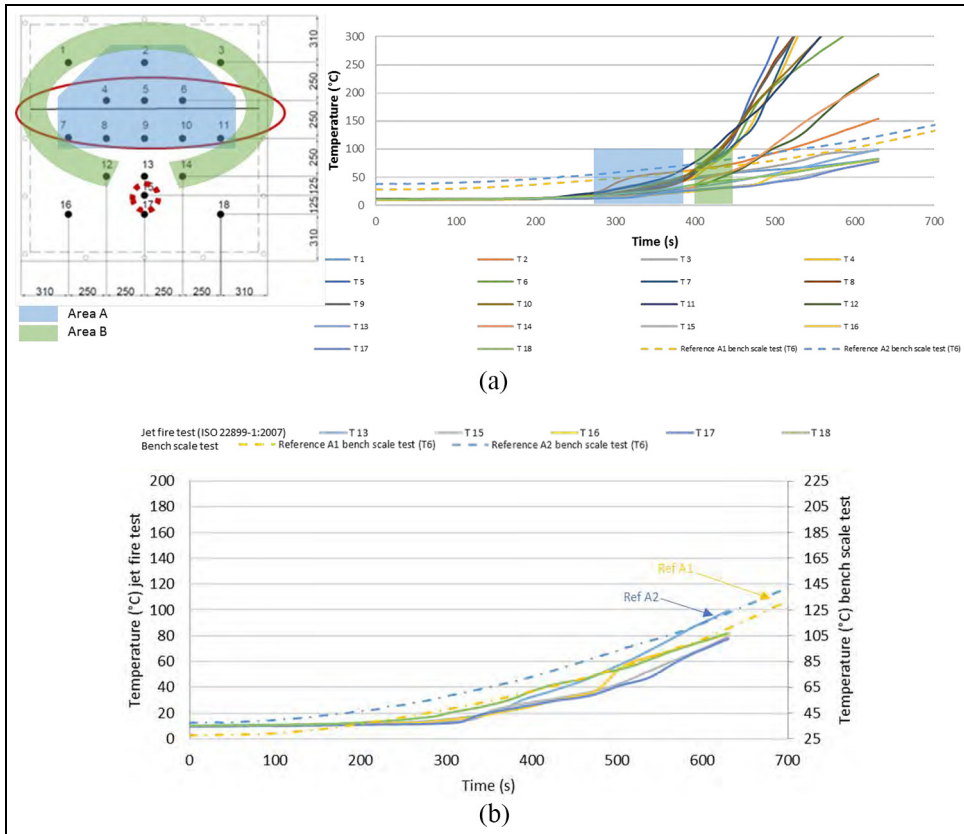 1 2 3
4 5 6
7 8 9 10 11
12 13 14
16 17 18
310
250
250
250
125
125
310
310 250 250 250 250 310
Area A
Area B
300
250
200
150
100
50
0
Temperature (°C)
0 100 200 300 400 500 600 700
Time (s)
T 1 T 2 T 3 T 4
T 5 T 6 T 7 T 8
T 9 T 10 T 11 T 12
T 13 T 14 T 15 T 16
T 17 T 18 Reference A1 bench scale test (T6) Reference A2 bench scale test (T6)
(a)
Jet fire test (ISO 22899-1:2007) T 13 T 15 T 16 T 17 T 18
Bench scale test Reference A1 bench scale test (T6) Reference A2 bench scale test (T6)
200
180
160
140
120
100
80
60
40
20
0
Temperature (°C) jet fire test
Ref A1
Ref A2
225
205
185
165
145
125
105
85
65
45
25
Temperature (°C) bench scale test
0 100 200 300 400 500 600 700
Time (s)
(b)